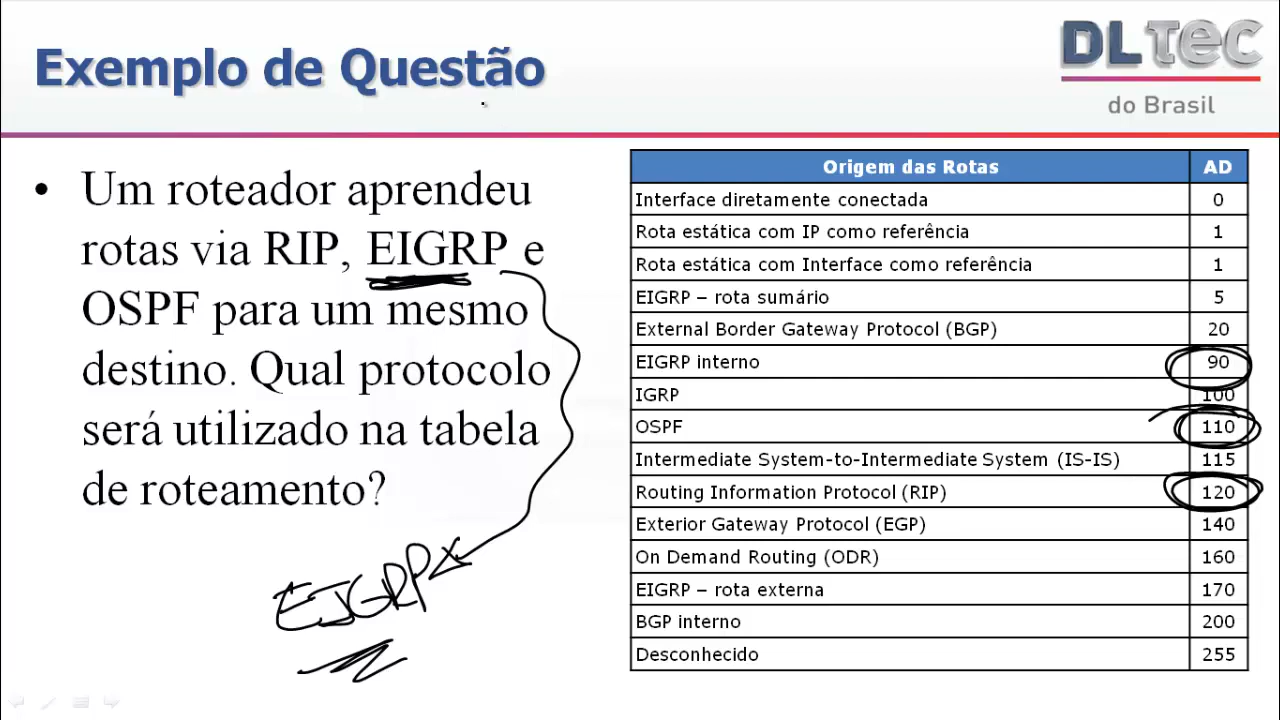 Exemplo de Questão
DLTEC
do Brasil
• Um roteador aprendeu
rotas via RIP, EIGRP e
OSPF para um mesmo
destino. Qual protocolo
será utilizado na tabela
de roteamento?
EIGRP
Origem das Rotas AD
Interface diretamente conectada 0
Rota estática com IP como referência 1
Rota estática com Interface como referência 1
EIGRP – rota sumário 5
External Border Gateway Protocol (BGP) 20
EIGRP interno 90
IGRP 100
OSPF 110
Intermediate System-to-Intermediate System (IS-IS) 115
Routing Information Protocol (RIP) 120
Exterior Gateway Protocol (EGP) 140
On Demand Routing (ODR) 160
EIGRP – rota externa 170
BGP interno 200
Desconhecido 255